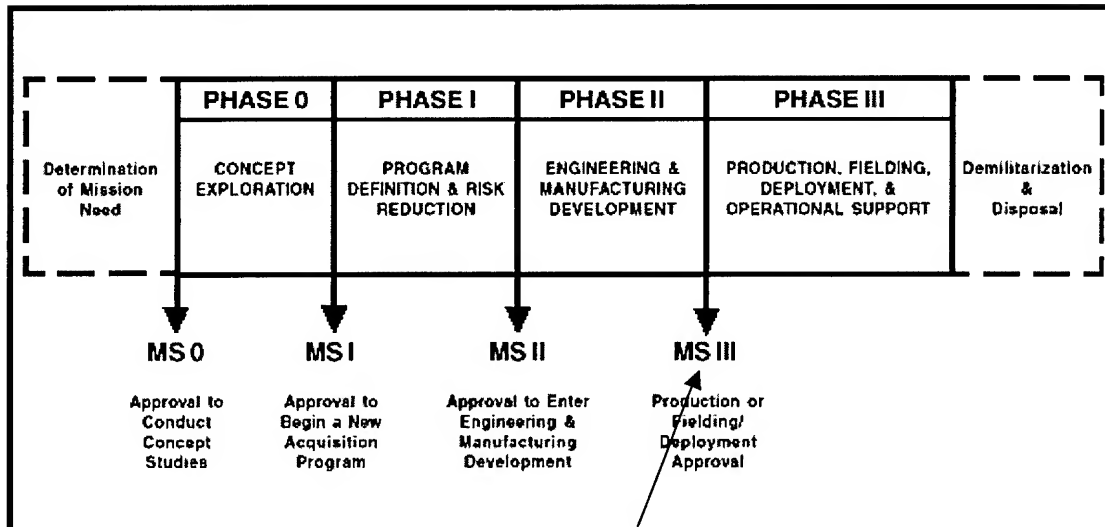 PHASE 0
PHASE I
PHASE II
PHASE III
Determination
of Mission
Need
CONCEPT
EXPLORATION
PROGRAM
DEFINITION & RISK
REDUCTION
ENGINEERING &
MANUFACTURING
DEVELOPMENT
PRODUCTION, FIELDING,
DEPLOYMENT, &
OPERATIONAL SUPPORT
Demilitarization
&
Disposal
MS 0
Approval to
Conduct
Concept
Studies
MS I
Approval to
Begin a New
Acquisition
Program
MS II
Approval to Enter
Engineering &
Manufacturing
Development
MS III
Production or
Fielding/
Deployment
Approval